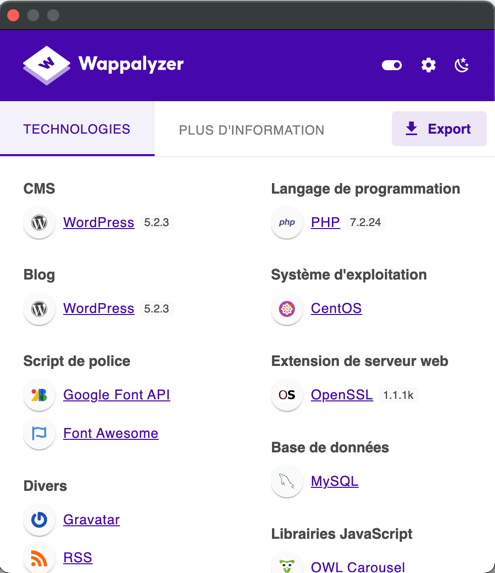 Wappalyzer
TECHNOLOGIES
PLUS D'INFORMATION
Export
CMS
WordPress 5.2.3
Blog
WordPress 5.2.3
Script de police
Google Font API
Font Awesome
Divers
Gravatar
RSS
Langage de programmation
php PHP 7.2.24
Système d'exploitation
CentOS
Extension de serveur web
OS OpenSSL 1.1.1k
Base de données
MySQL
Librairies JavaScript
OWL Carousel